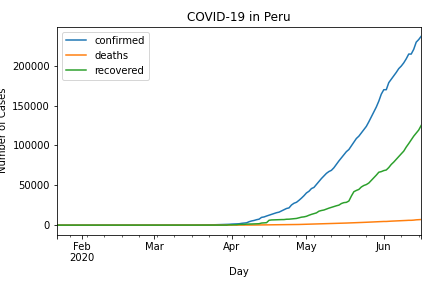 COVID-19 in Peru
confirmed
deaths
recovered
200000
150000
100000
50000
0
Number of Cases
Feb
2020
Mar
Apr
May
Jun
Day